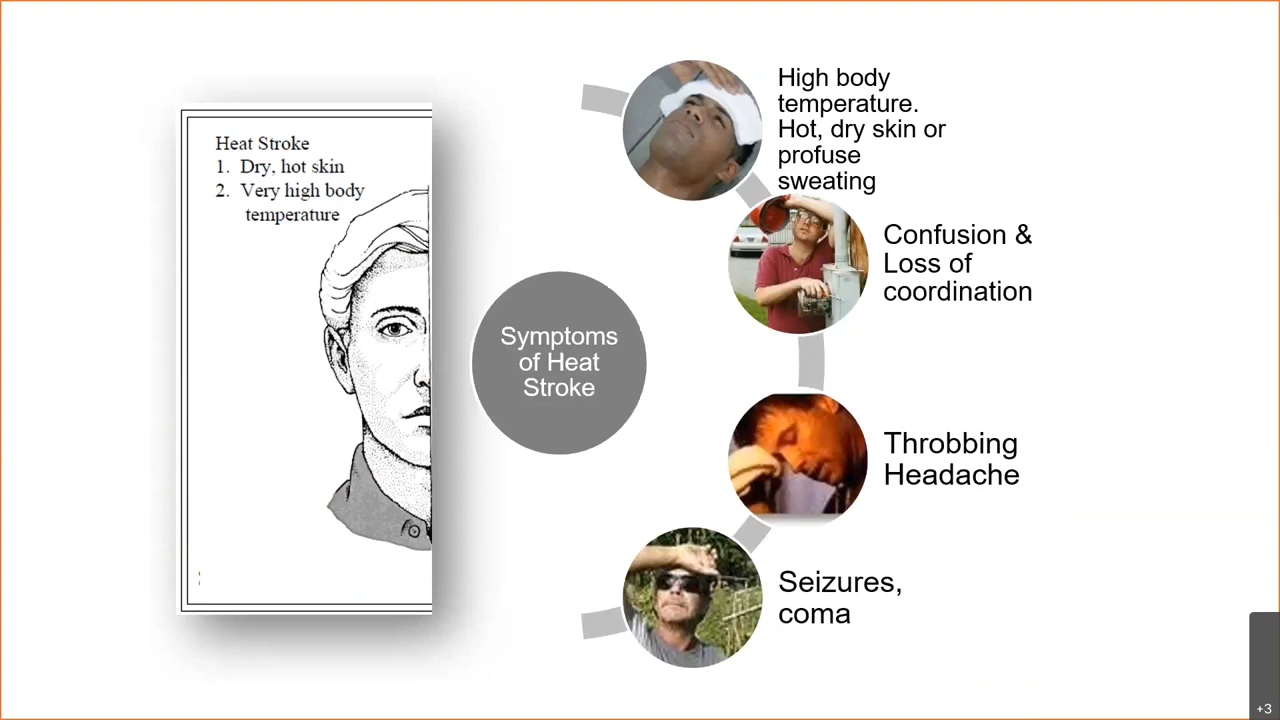 Heat Stroke
1. Dry, hot skin
2. Very high body
temperature
Symptoms
of Heat
Stroke
High body
temperature.
Hot, dry skin or
profuse
sweating
Confusion &
Loss of
coordination
Throbbing
Headache
Seizures,
coma
+3